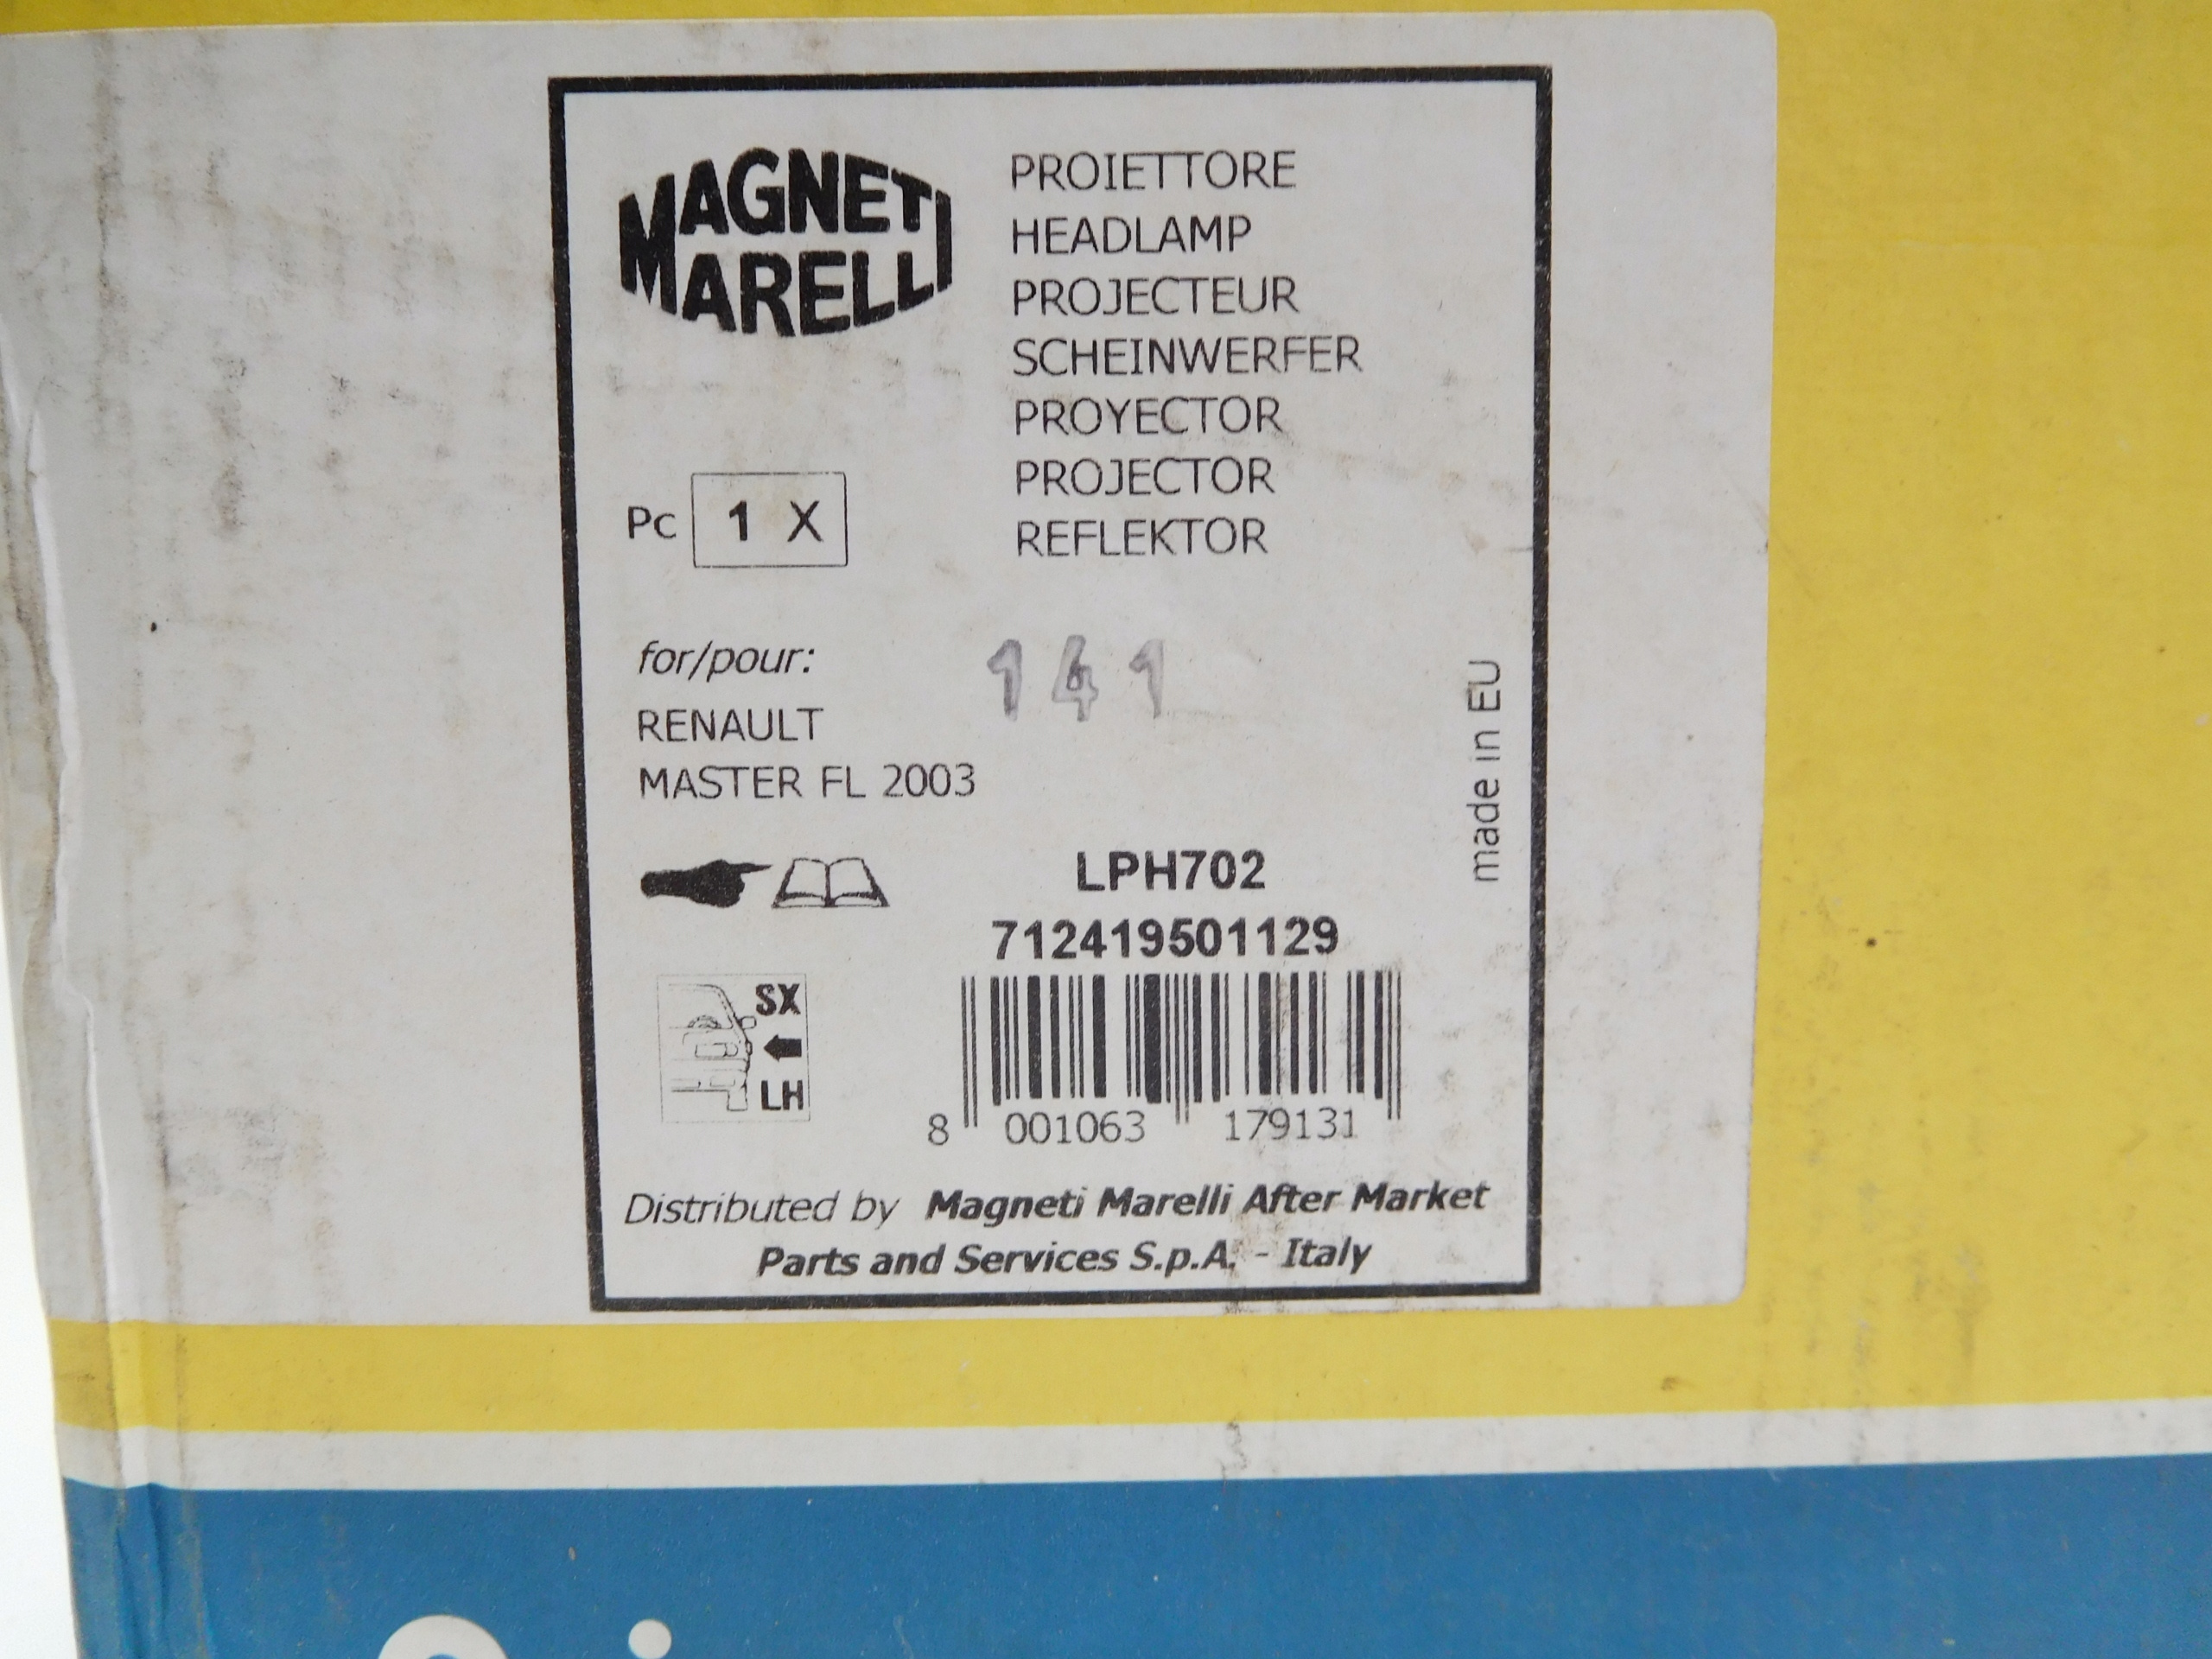 MAGNETI
MARELLI
PROIETTORE
HEADLAMP
PROJECTEUR
SCHEINWERFER
PROYECTOR
PROJECTOR
REFLEKTOR
Pc 1 X
for/pour:
141
RENAULT
MASTER FL 2003
made in EU
LPH702
712419501129
SX
LH
8 001063 179131
Distributed by Magneti Marelli After Market
Parts and Services S.p.A. - Italy